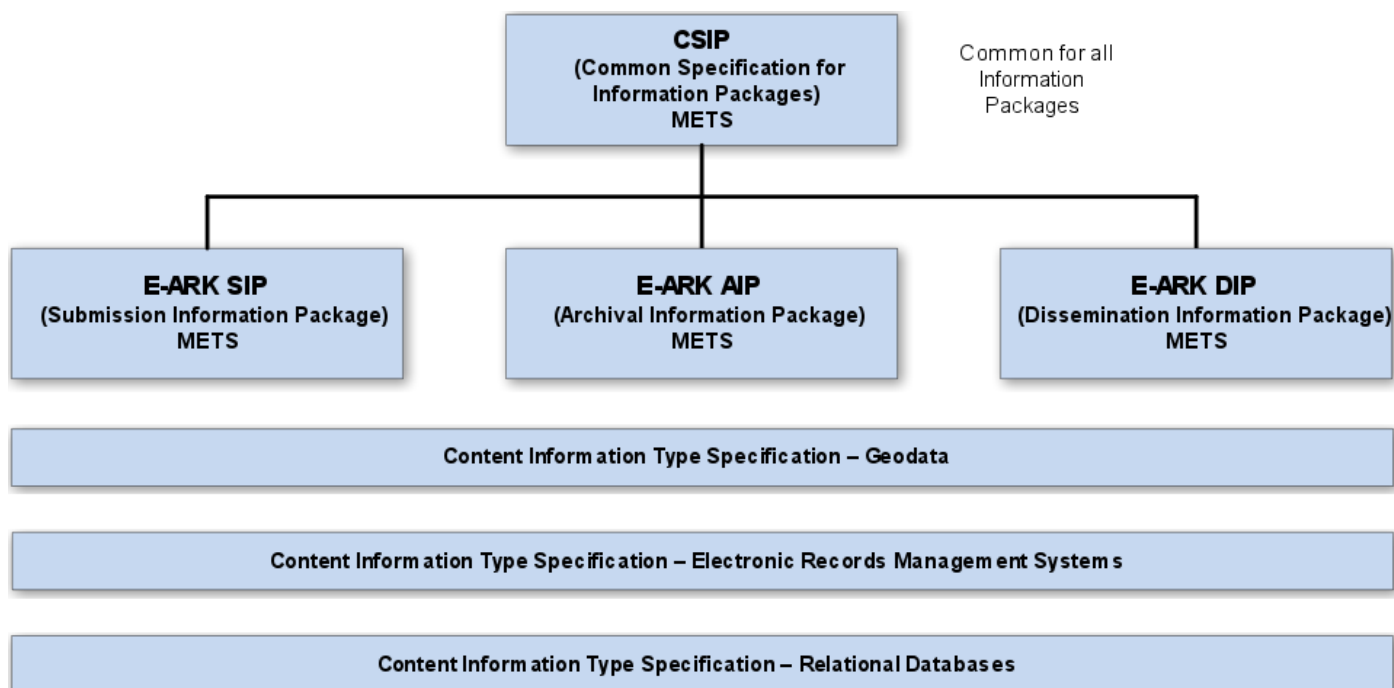 CSIP
(Common Specification for
Information Packages)
METS
Common for all
Information
Packages
E-ARK SIP
(Submission Information Package)
METS
E-ARK AIP
(Archival Information Package)
METS
E-ARK DIP
(Dissemination Information Package)
METS
Content Information Type Specification – Geodata
Content Information Type Specification – Electronic Records Management Systems
Content Information Type Specification – Relational Databases